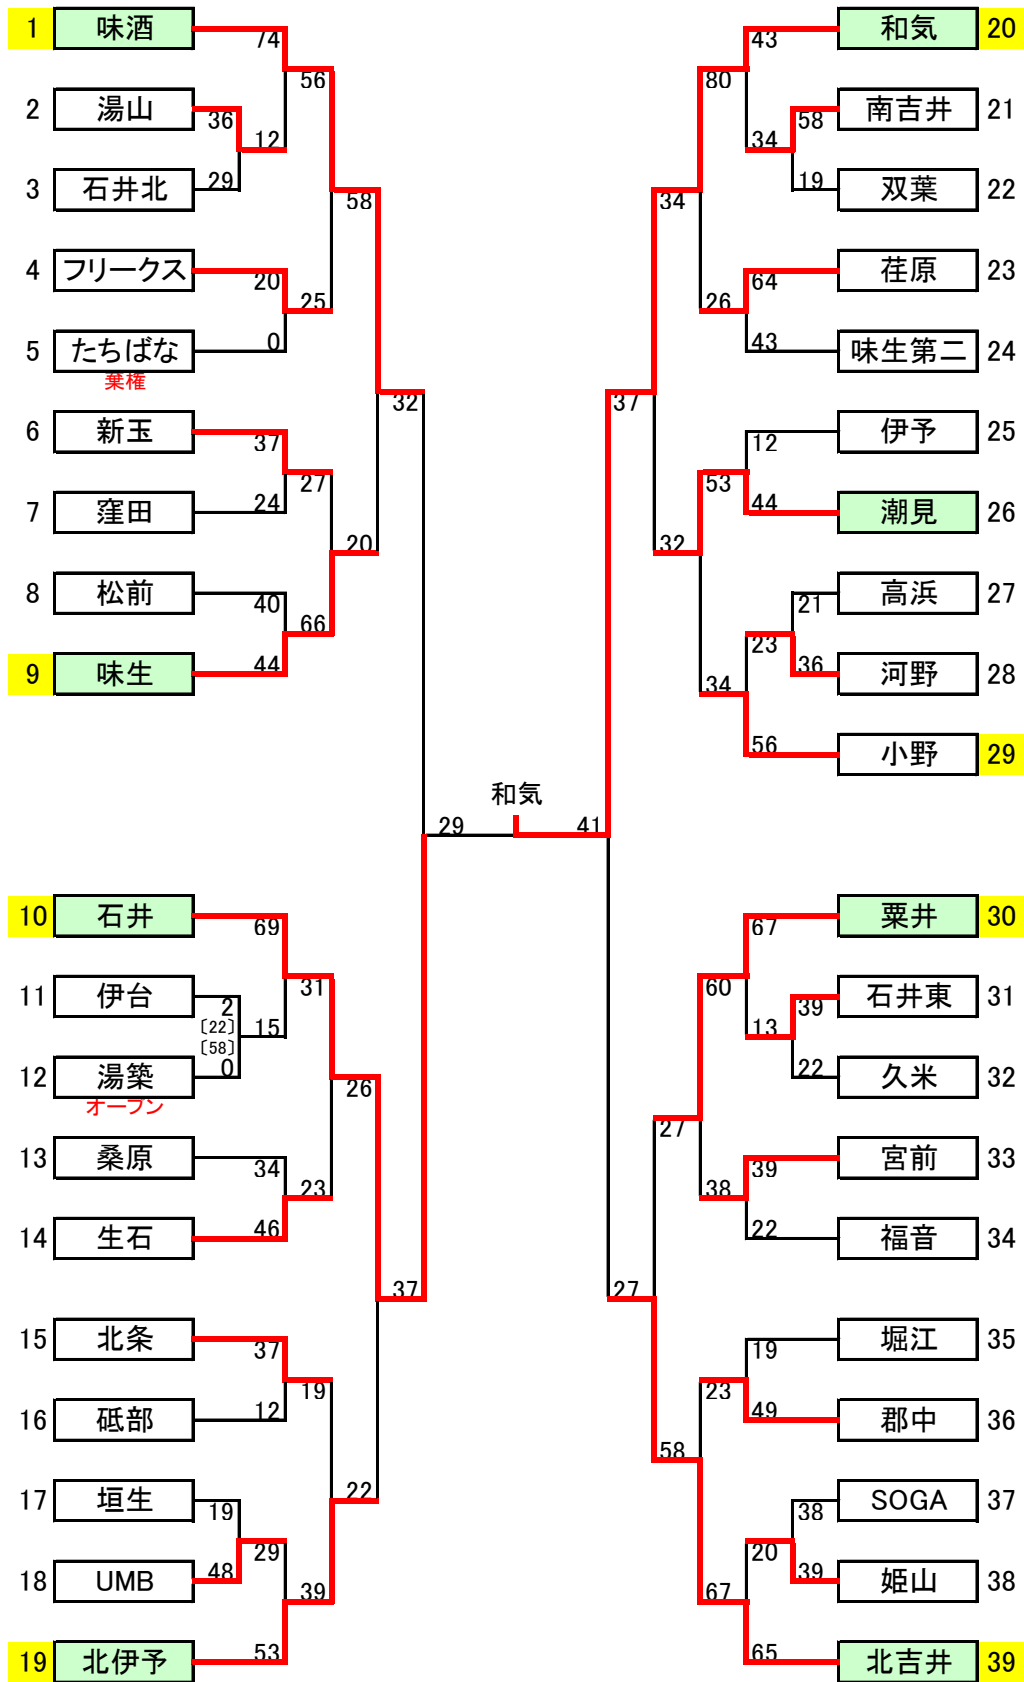 1 味酒 74
56
2 湯山 36
12
3 石井北 29
58
4 フリークス 20
25
5 たちばな 0
棄権
32
6 新玉 37
27
7 窪田 24
20
8 松前 40
66
9 味生 44
29
10 石井 69
31
11 伊台 2
[22]
15
[58]
12 湯築 0
オープン
26
13 桑原 34
23
14 生石 46
37
15 北条 37
19
16 砥部 12
22
17 垣生 19
29
18 UMB 48
39
19 北伊予 53
和気
43 和気 20
80
58 南吉井 21
34
19 双葉 22
34
64 荏原 23
26
43 味生第二 24
37
12 伊予 25
53
44 潮見 26
32
21 高浜 27
23
36 河野 28
34
56 小野 29
41
67 粟井 30
60
39 石井東 31
13
22 久米 32
27
39 宮前 33
38
22 福音 34
27
19 堀江 35
23
49 郡中 36
58
38 SOGA 37
20
39 姫山 38
67
65 北吉井 39